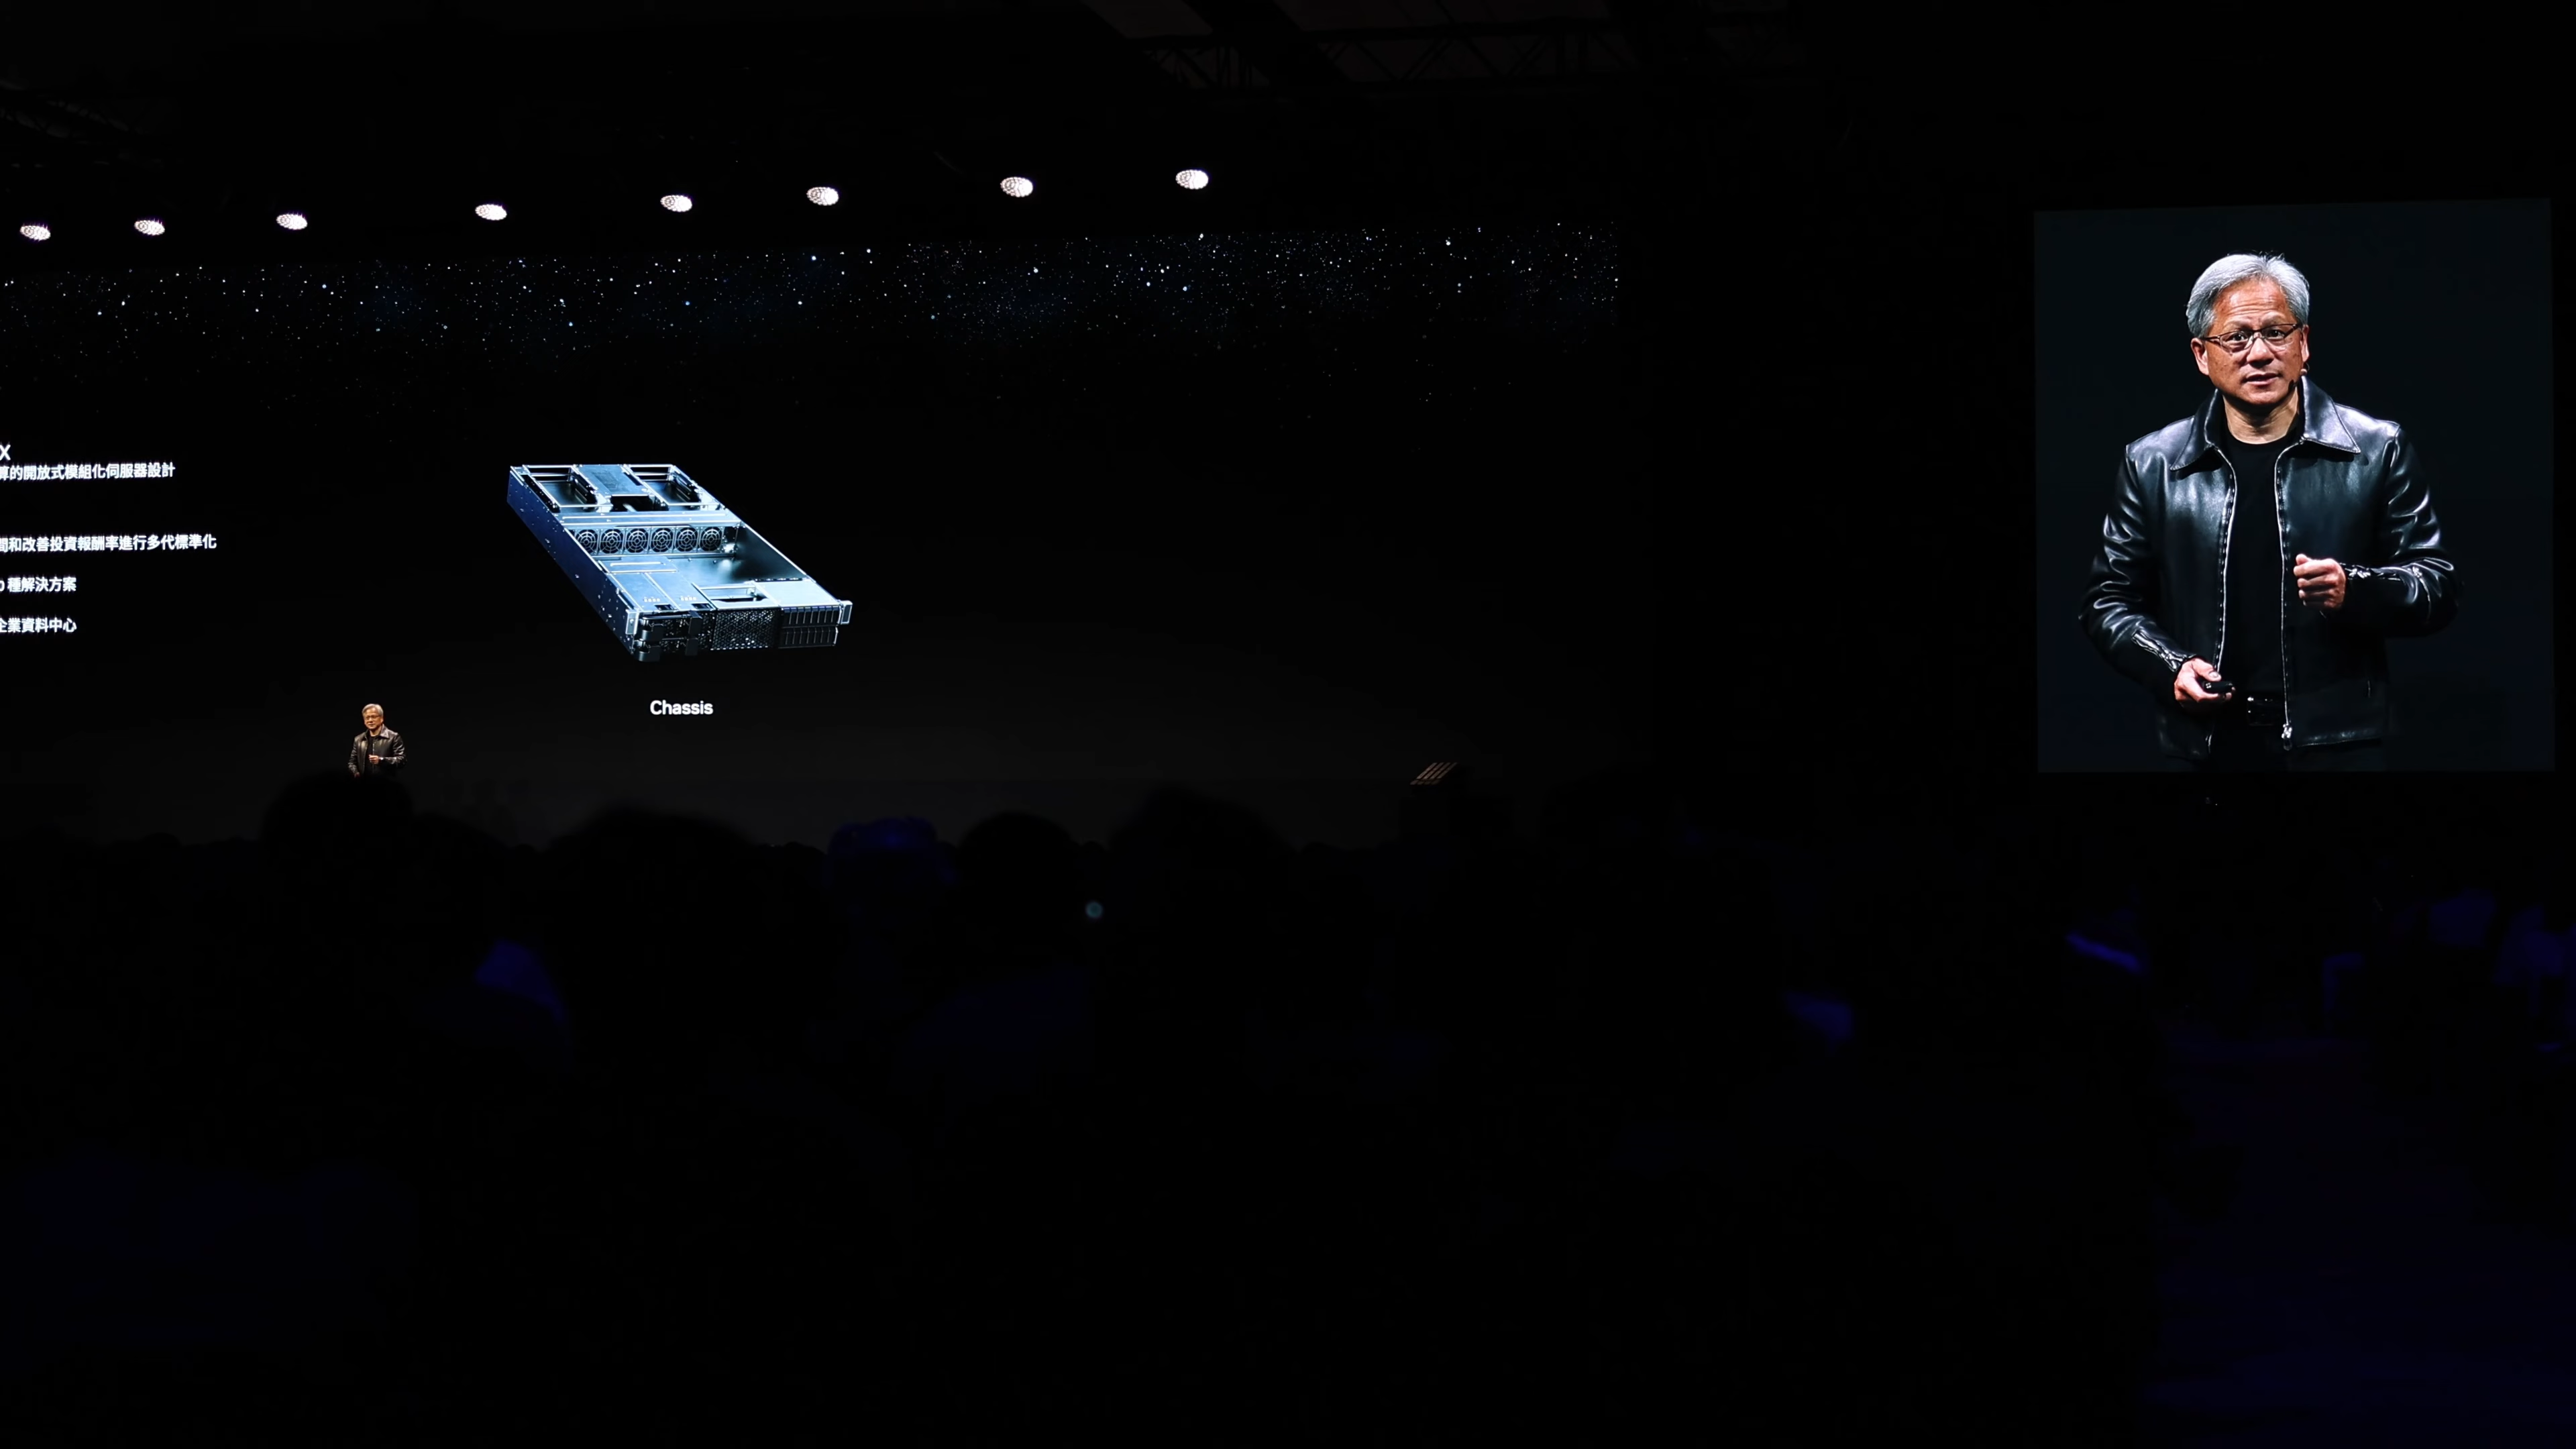 X
算的開放式模組化伺服器設計
間和改善投資報酬率進行多代標準化
種解決方案
企業資料中心
Chassis